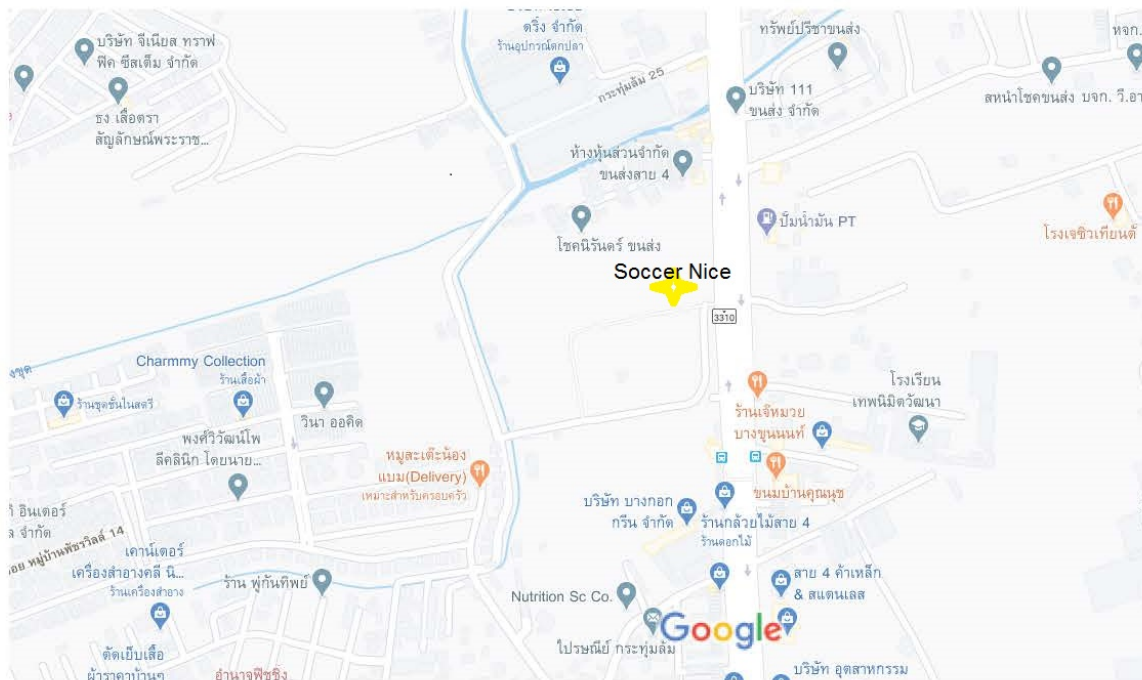 ดริ่ง จำกัด
ร้านอุปกรณ์ตกปลา
บริษัท จีเนียส ทราฟ
ฟิค ซีสเต็ม จำกัด
ธง เสื้อตรา
สัญลักษณ์พระราช...
กระทุ่มล้ม 25
ทรัพย์ปรีชาขนส่ง
หจก.
บริษัท 111
ขนส่ง จำกัด
สหนำโชคขนส่ง บจก. วี.อา
ห้างหุ้นส่วนจำกัด
ขนส่งสาย 4
โชคนิรันดร์ ขนส่ง
ปั๊มน้ำมัน PT
โรงเจซิวเทียนตั๊
Soccer Nice
3310
Charmmy Collection
ร้านเสื้อผ้า
ร้านชุดชั้นในสตรี
วินา ออคิด
พงศ์วิวัฒน์โพ
ลีคลินิก โดยนาย...
โรงเรียน
เทพนิมิตวัฒนา
ร้านเจ๊หมวย
บางขุนนนท์
หมูสะเต๊ะน้อง
แบม(Delivery)
เหมาะสำหรับครอบครัว
ขนมบ้านคุณนุช
บริษัท บางกอก
กรีน จำกัด
ร้านกล้วยไม้สาย 4
ร้านดอกไม้
ิ อินเตอร์
ล จำกัด
อย หมู่บ้านพัชรวิลล์ 14
เคาน์เตอร์
เครื่องสำอางคลี นิ...
ร้านเครื่องสำอาง
ร้าน พู่กันทิพย์
Nutrition Sc Co.
สาย 4 ค้าเหล็ก
& สแตนเลส
Google
ไปรษณีย์ กระทุ่มล้ม
ตัดเย็บเสื้อ
ผ้าราคาบ้านๆ
อำนาจฟิชชิ่ง
บริษัท อุตสาหกรรม